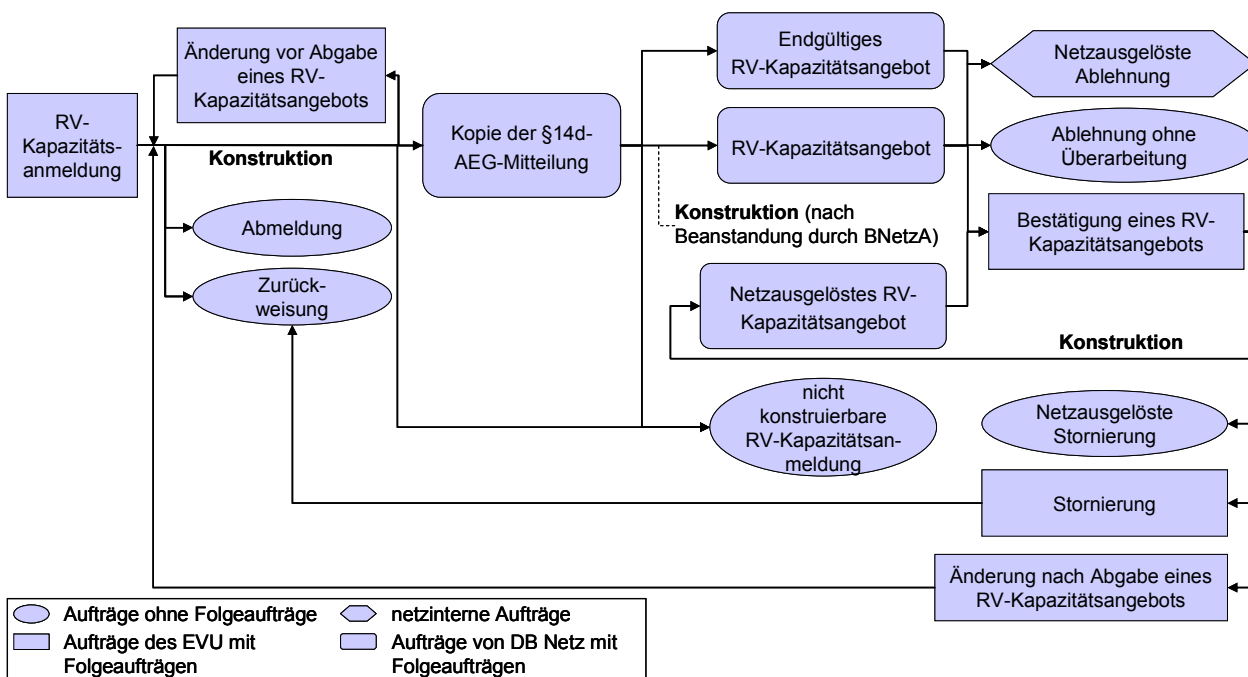 Änderung vor Abgabe
eines RV-
Kapazitätsangebots
RV-
Kapazitäts-
anmeldung
Konstruktion
Abmeldung
Zurück-
weisung
Kopie der §14d-
AEG-Mitteilung
Endgültiges
RV-Kapazitätsangebot
RV-Kapazitätsangebot
Konstruktion (nach
Beanstandung durch BNetzA)
Netzausgelöstes RV-
Kapazitätsangebot
nicht
konstruierbare
RV-Kapazitätsan-
meldung
Netzausgelöste
Ablehnung
Ablehnung ohne
Überarbeitung
Bestätigung eines RV-
Kapazitätsangebots
Konstruktion
Netzausgelöste
Stornierung
Stornierung
Änderung nach Abgabe eines
RV-Kapazitätsangebots
Aufträge ohne Folgeaufträge
netzinterne Aufträge
Aufträge des EVU mit
Folgeaufträgen
Aufträge von DB Netz mit
Folgeaufträgen